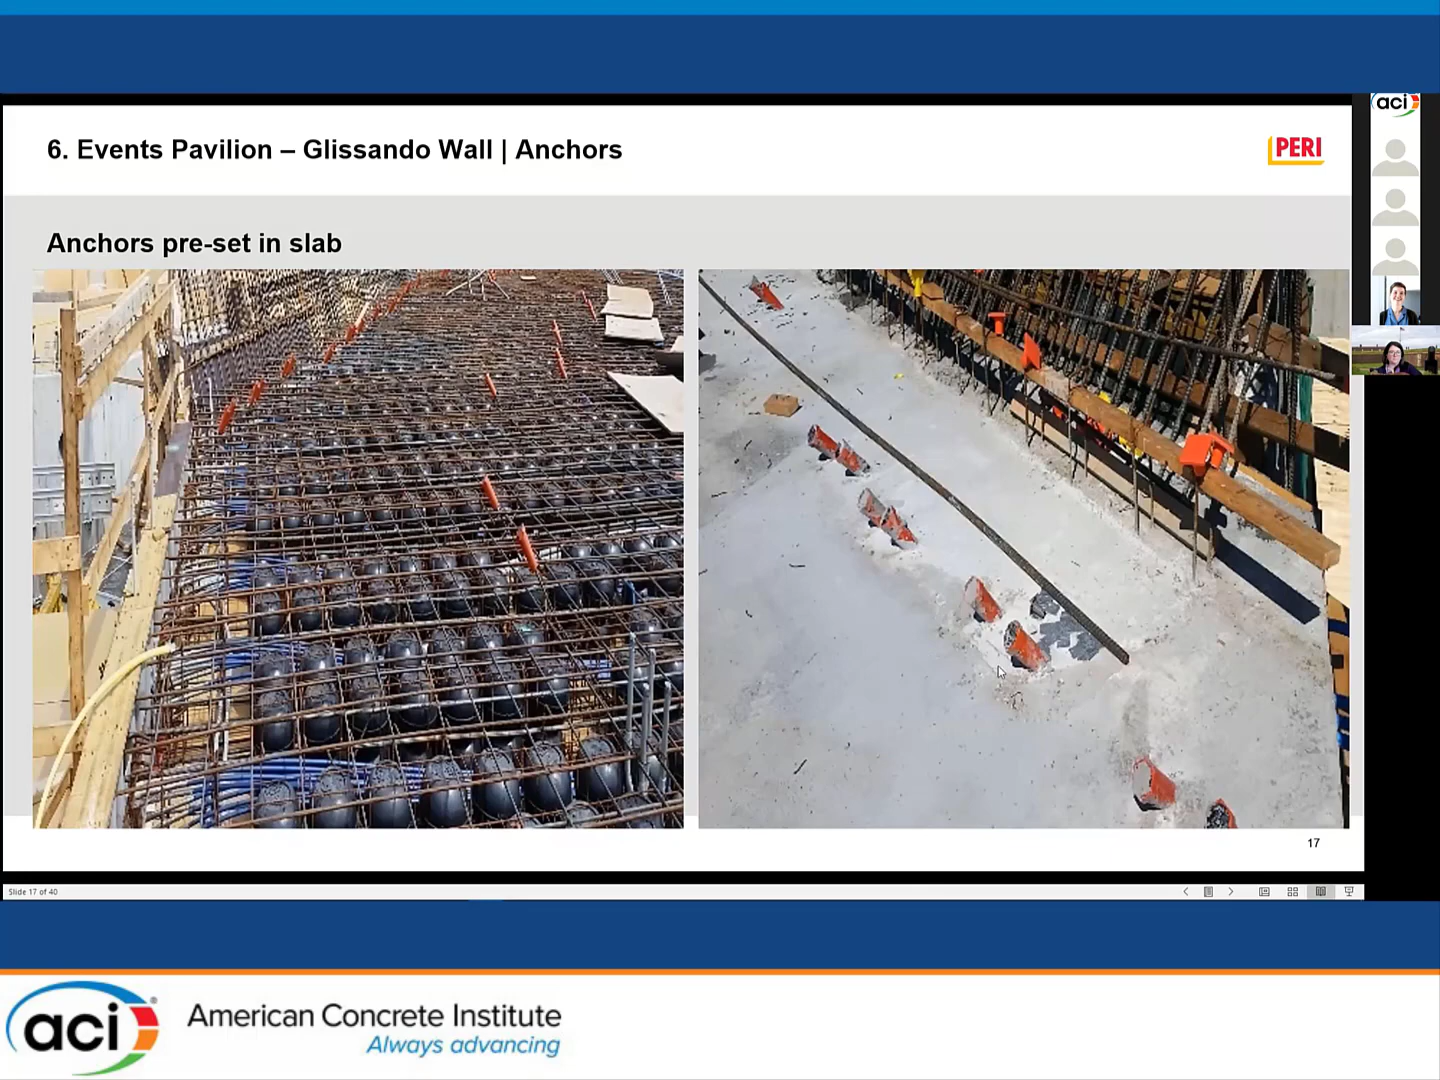 aci
6. Events Pavilion – Glissando Wall | Anchors
PERI
Anchors pre-set in slab
17
Slide 17 of 40
aci
American Concrete Institute
Always advancing